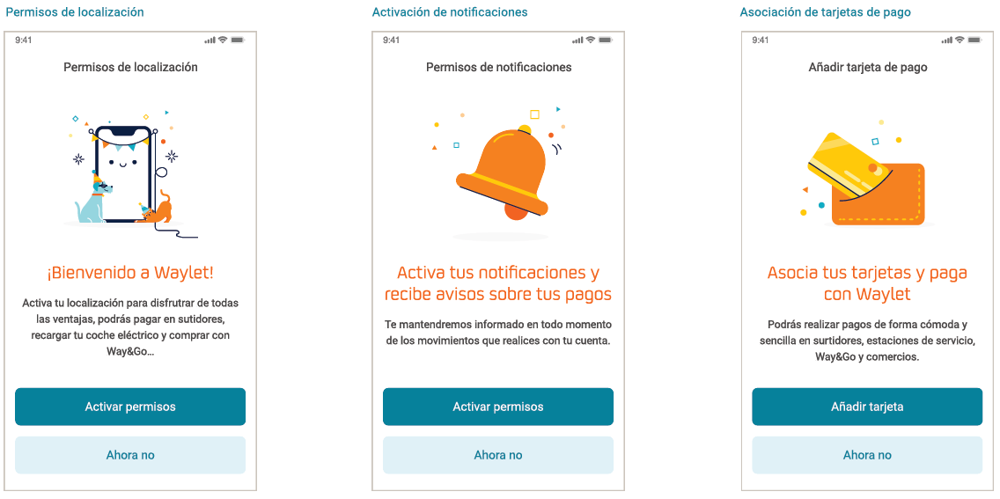 Permisos de localización
9:41
Permisos de localización
¡Bienvenido a Waylet!
Activa tu localización para disfrutrar de todas
las ventajas, podrás pagar en sutidores,
recargar tu coche eléctrico y comprar con
Way&Go...
Activar permisos
Ahora no
Activación de notificaciones
9:41
Permisos de notificaciones
Activa tus notificaciones y
recibe avisos sobre tus pagos
Te mantendremos informado en todo momento
de los movimientos que realices con tu cuenta.
Activar permisos
Ahora no
Asociación de tarjetas de pago
9:41
Añadir tarjeta de pago
Asocia tus tarjetas y paga
con Waylet
Podrás realizar pagos de forma cómoda y
sencilla en surtidores, estaciones de servicio,
Way&Go y comercios.
Añadir tarjeta
Ahora no